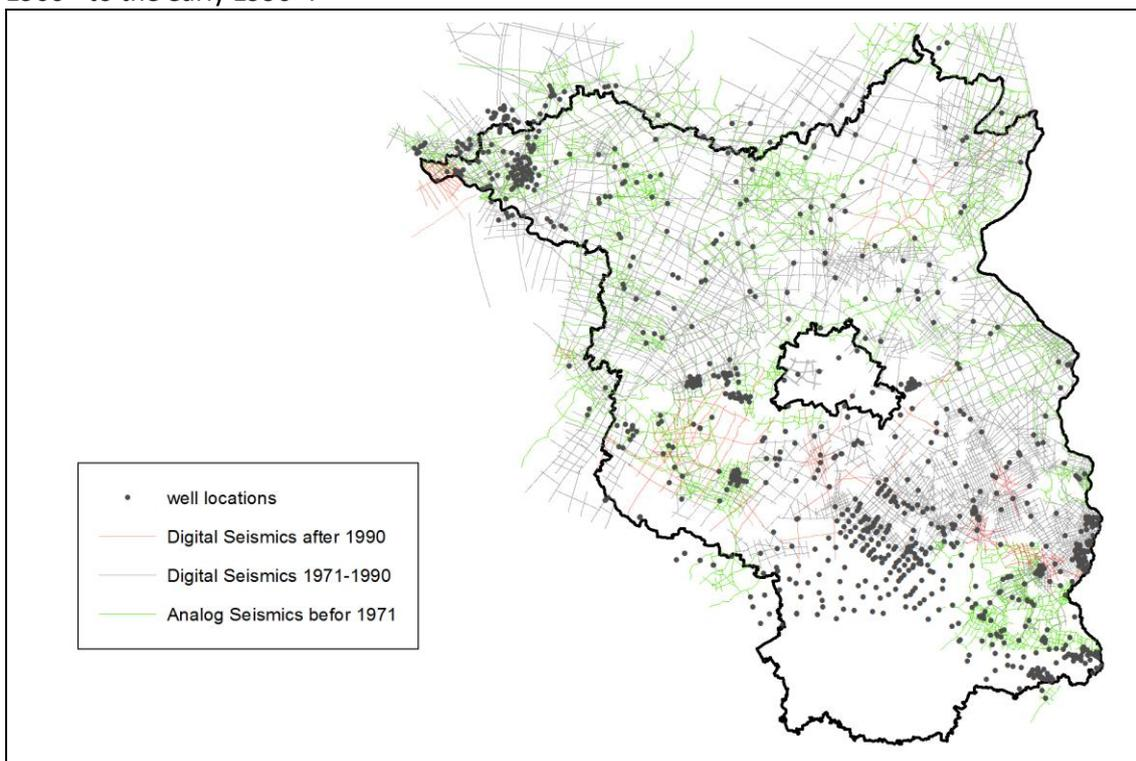 well locations
Digital Seismics after 1990
Digital Seismics 1971-1990
Analog Seismics befor 1971